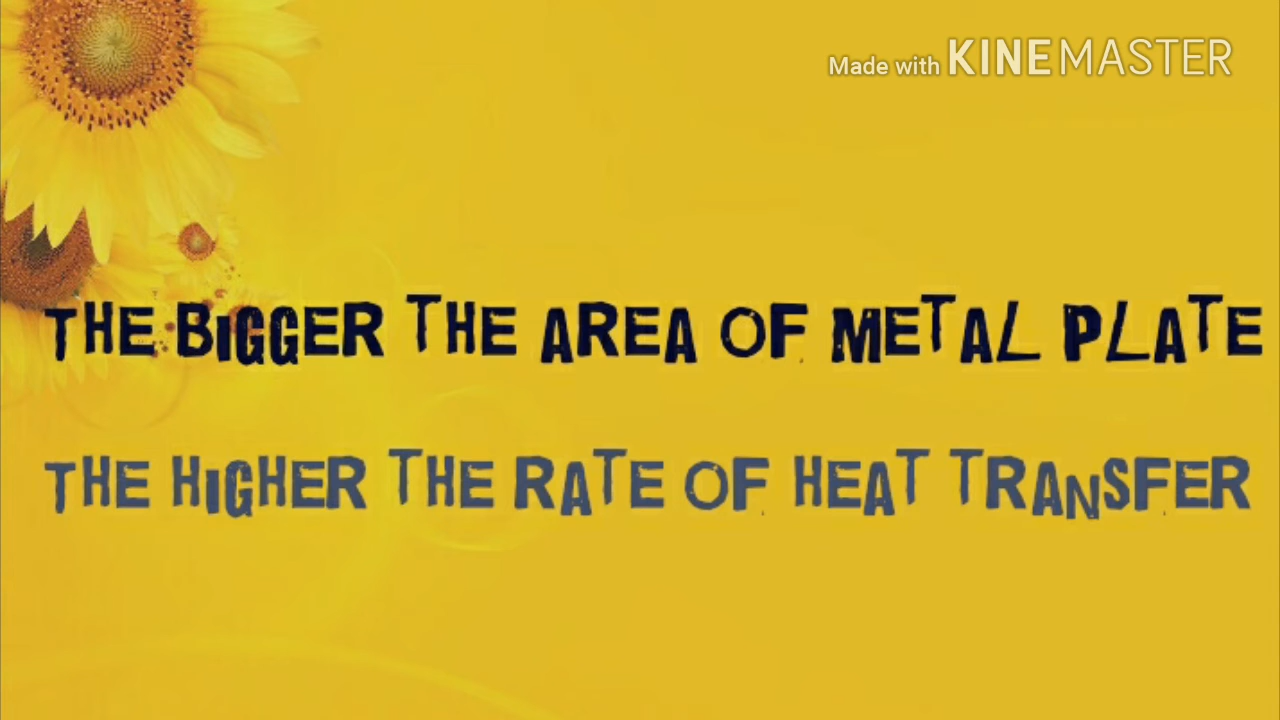 Made with KINEMASTER
THE BIGGER THE AREA OF METAL PLATE
THE HIGHER THE RATE OF HEAT TRANSFER